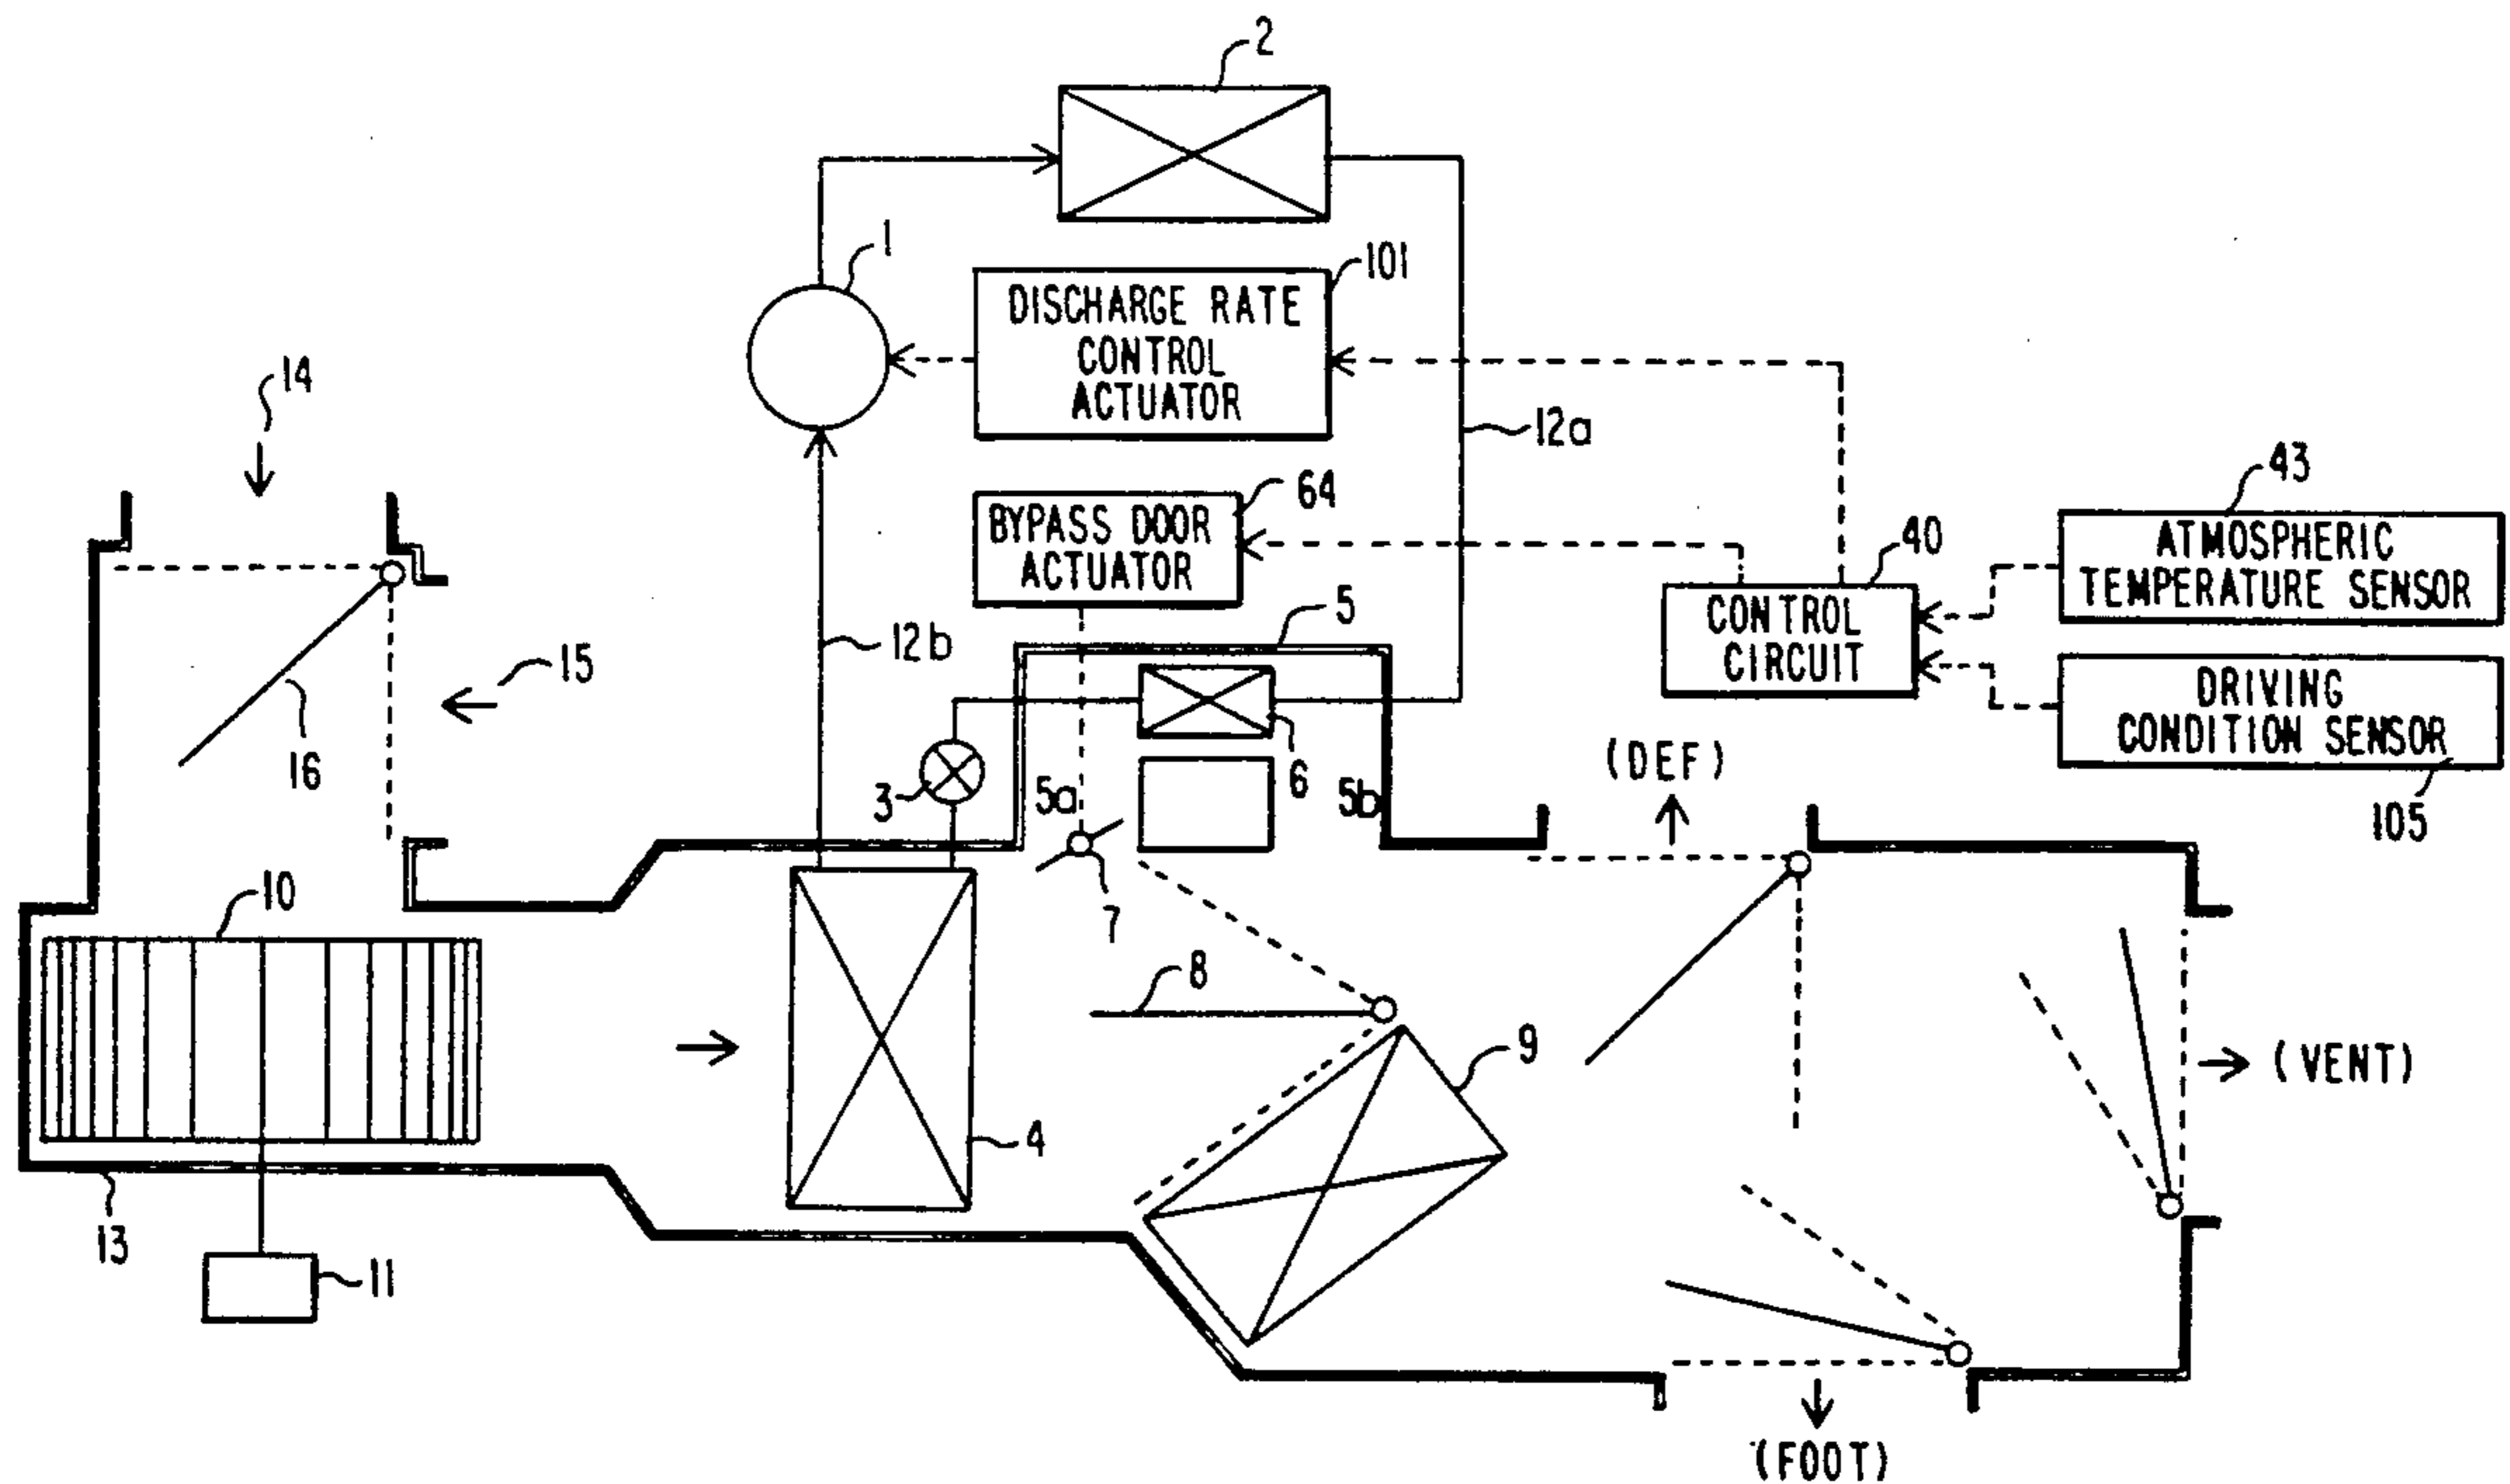 2
1
101
DISCHARGE RATE
CONTROL
ACTUATOR
14
12a
43
64
BYPASS DOOR
ACTUATOR
40
ATMOSPHERIC
TEMPERATURE SENSOR
CONTROL
CIRCUIT
5
12b
15
DRIVING
CONDITION SENSOR
16
3
5a
6
5b
(DEF)
105
10
7
8
9
(VENT)
4
13
11
(FOOT)